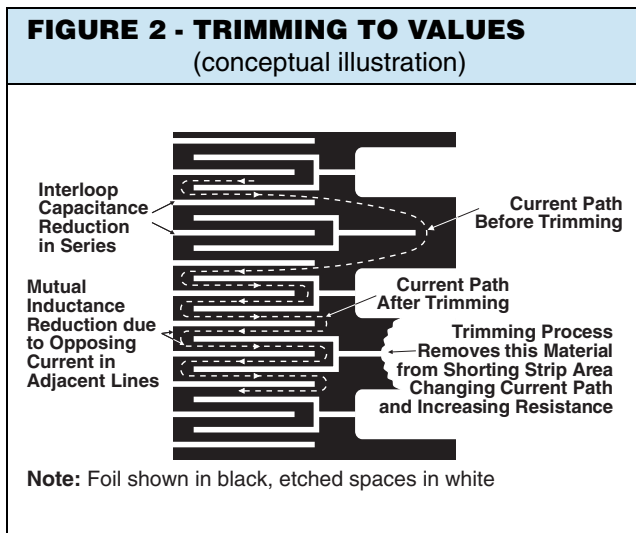 FIGURE 2 - TRIMMING TO VALUES
(conceptual illustration)
Interloop
Capacitance
Reduction
in Series
Current Path
Before Trimming
Mutual
Inductance
Reduction due
to Opposing
Current in
Adjacent Lines
Current Path
After Trimming
Trimming Process
Removes this Material
from Shorting Strip Area
Changing Current Path
and Increasing Resistance
Note: Foil shown in black, etched spaces in white